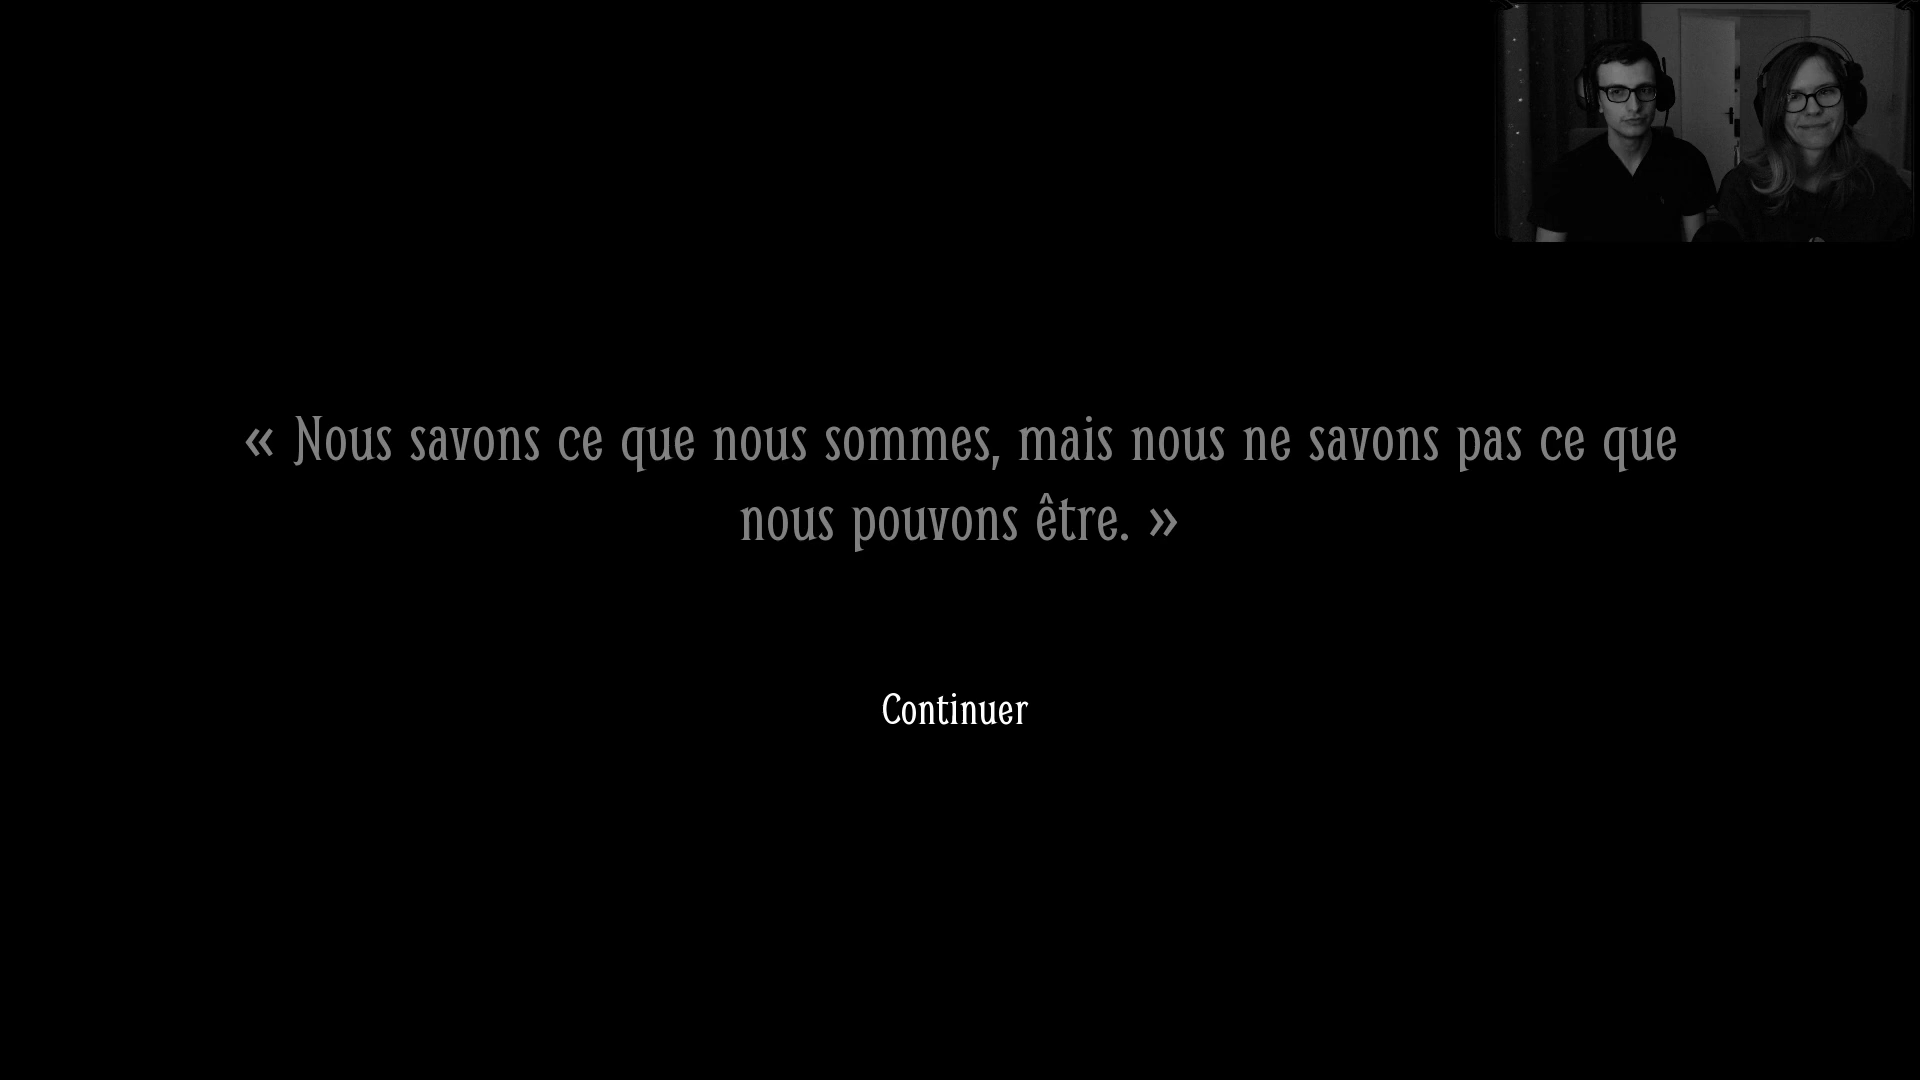 « Nous savons ce que nous sommes, mais nous ne savons pas ce que
nous pouvons être. »
Continuer